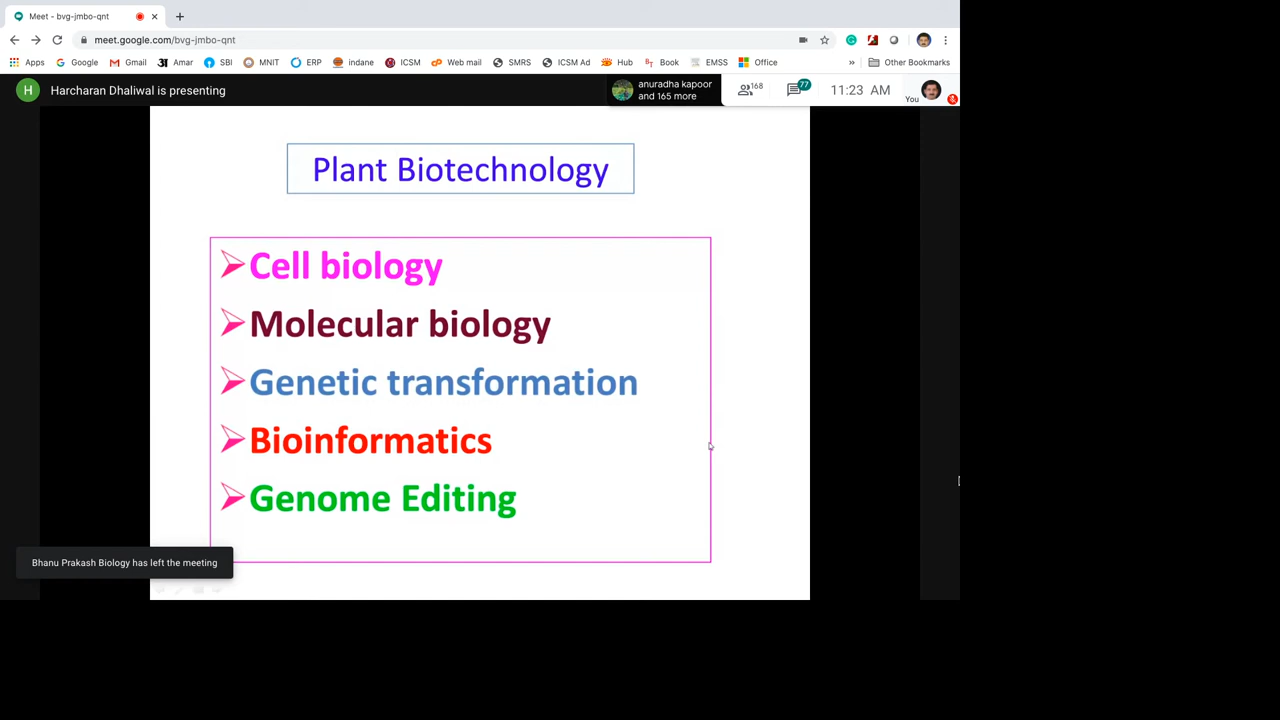 Meet - bvg-jmbo-qnt
meet.google.com/bvg-jmbo-qnt
Apps Google Gmail Amar SBI MNIT ERP indane ICSM Web mail SMRS ICSM Ad Hub Book EMSS Office » Other Bookmarks
H Harcharan Dhaliwal is presenting
anuradha kapoor
and 165 more
168
77
11:23 AM
You
Plant Biotechnology
Cell biology
Molecular biology
Genetic transformation
Bioinformatics
Genome Editing
Bhanu Prakash Biology has left the meeting